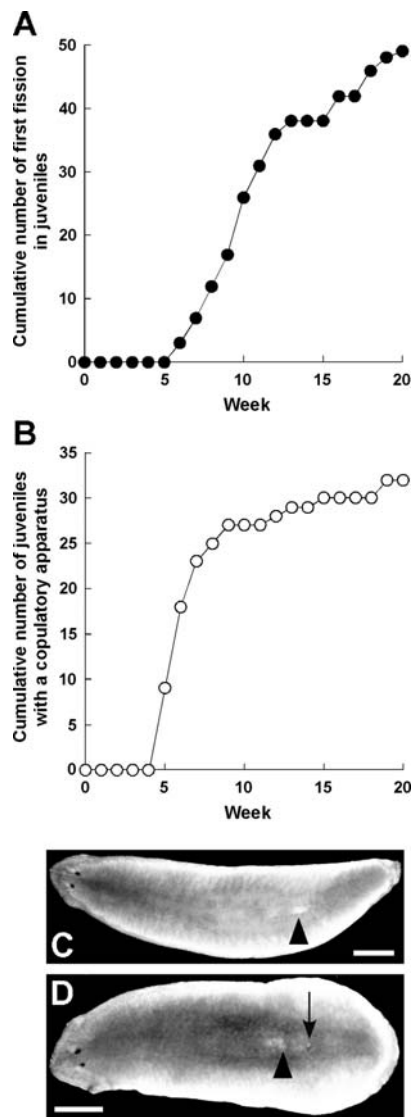 A
50
40
30
20
10
0
Cumulative number of first fission
in juveniles
0 5 10 15 20
Week
B
35
30
25
20
15
10
5
0
Cumulative number of juveniles
with a copulatory apparatus
0 5 10 15 20
Week
C
D